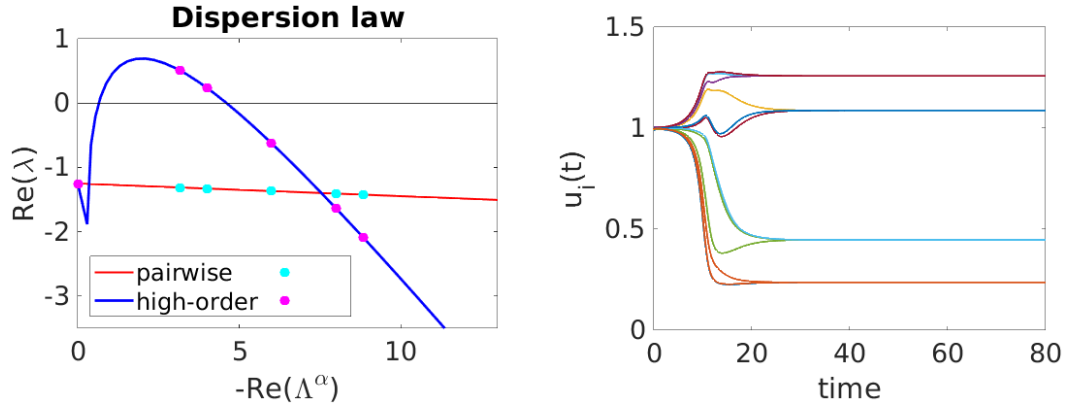 Dispersion law
1
0
-1
-2
-3
Re(λ)
pairwise
high-order
0
5
10
-Re(Λ^α)
1.5
1
0.5
0
u_i(t)
0
20
40
60
80
time